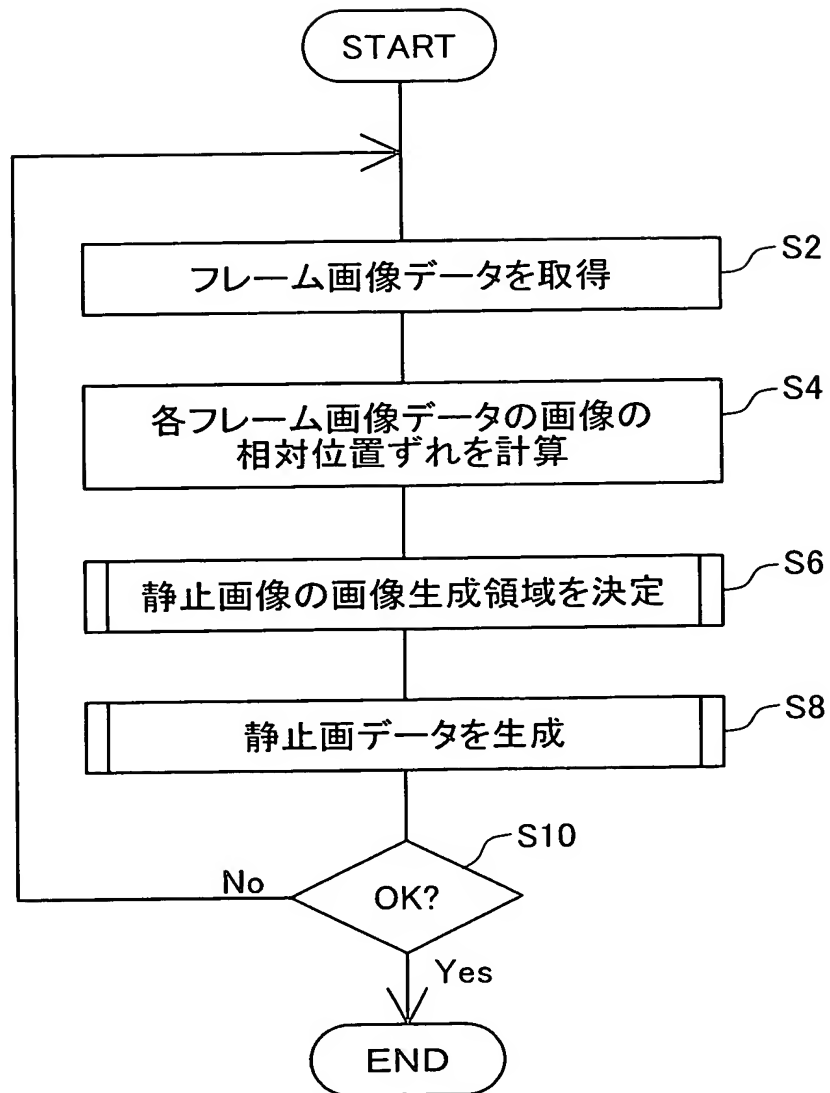 START
フレーム画像データを取得
S2
各フレーム画像データの画像の
相対位置ずれを計算
S4
静止画像の画像生成領域を決定
S6
静止画データを生成
S8
S10
OK?
No
Yes
END